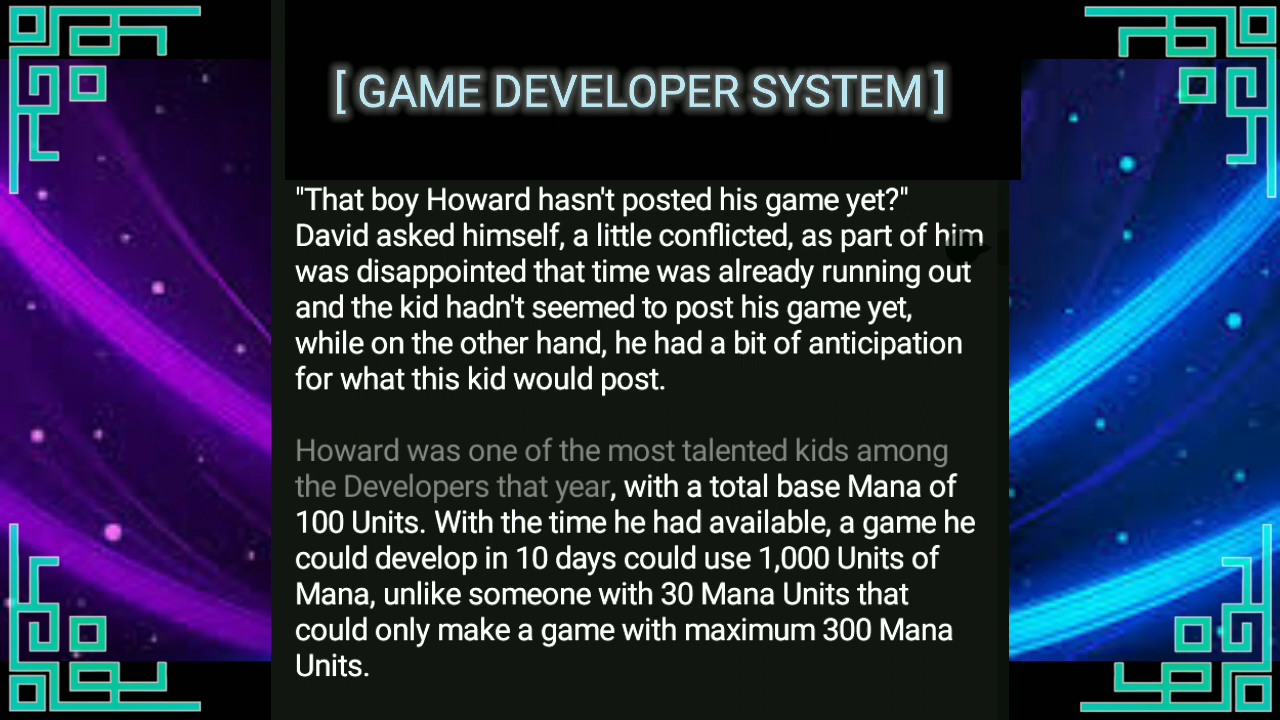 [ GAME DEVELOPER SYSTEM ]
"That boy Howard hasn't posted his game yet?"
David asked himself, a little conflicted, as part of him
was disappointed that time was already running out
and the kid hadn't seemed to post his game yet,
while on the other hand, he had a bit of anticipation
for what this kid would post.
Howard was one of the most talented kids among
the Developers that year, with a total base Mana of
100 Units. With the time he had available, a game he
could develop in 10 days could use 1,000 Units of
Mana, unlike someone with 30 Mana Units that
could only make a game with maximum 300 Mana
Units.